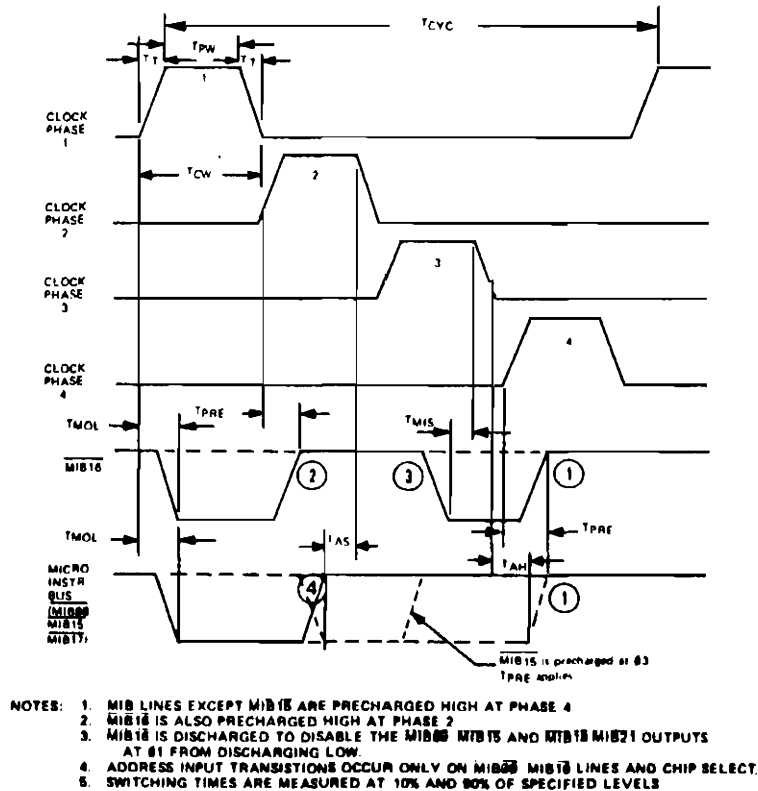 TCYC
TPW
TT
TT
1
CLOCK
PHASE
1
TCW
2
CLOCK
PHASE
2
3
CLOCK
PHASE
3
4
CLOCK
PHASE
4
TMOL
TPRE
TMIS
MIB16
2
3
1
TMOL
TAS
TPRE
TAH
MICRO
INSTR
BUS
MIB15
MIB17)
4
1
MIB15 is precharged at Ø3
TPRE applies
NOTES: 1. MIB LINES EXCEPT ARE PRECHARGED HIGH AT PHASE 4
2. MIB16 IS ALSO PRECHARGED HIGH AT PHASE 2
3. MIB16 IS DISCHARGED TO DISABLE THE MIB15 AND MIB21 OUTPUTS
AT Ø1 FROM DISCHARGING LOW.
4. ADDRESS INPUT TRANSISTIONS OCCUR ONLY ON LINES AND CHIP SELECT.
5. SWITCHING TIMES ARE MEASURED AT 10% AND 90% OF SPECIFIED LEVELS